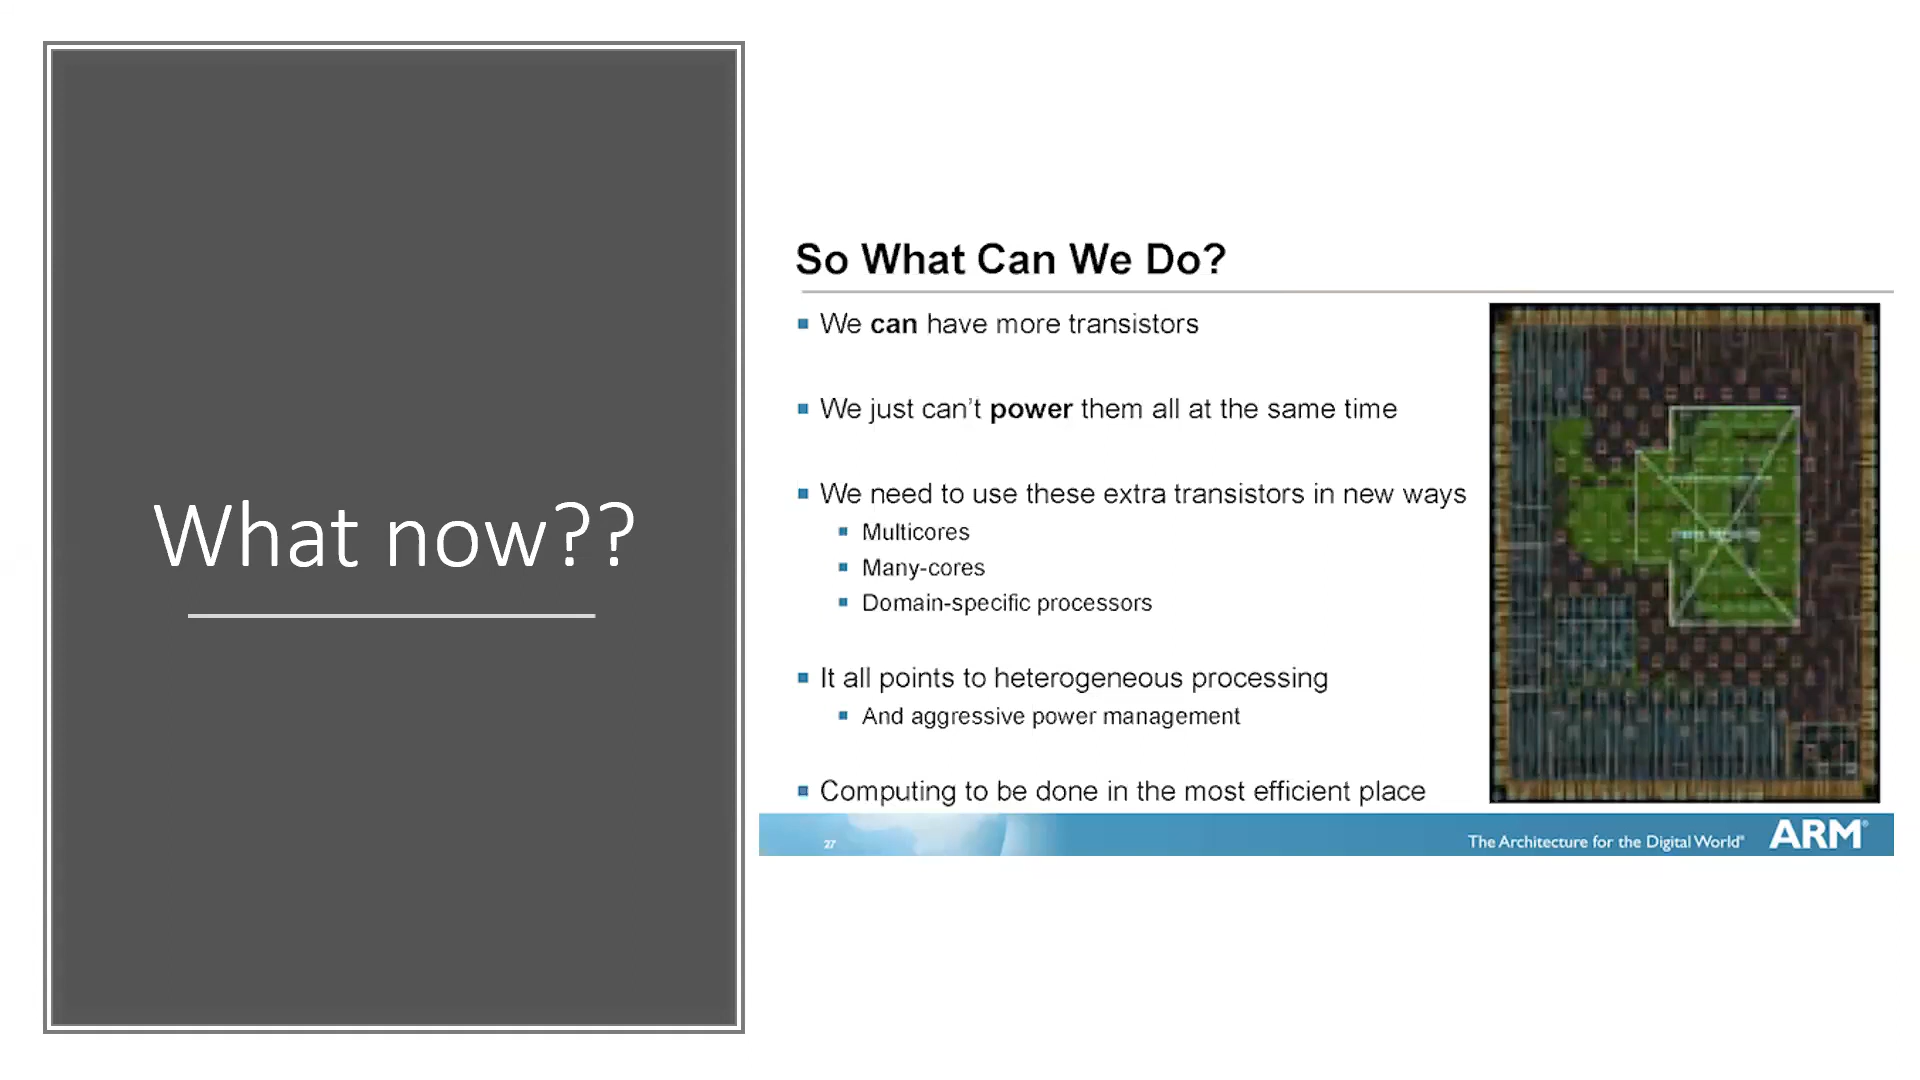 What now??
So What Can We Do?
We can have more transistors
We just can't power them all at the same time
We need to use these extra transistors in new ways
Multicores
Many-cores
Domain-specific processors
It all points to heterogeneous processing
And aggressive power management
Computing to be done in the most efficient place
27
The Architecture for the Digital World®
ARM®